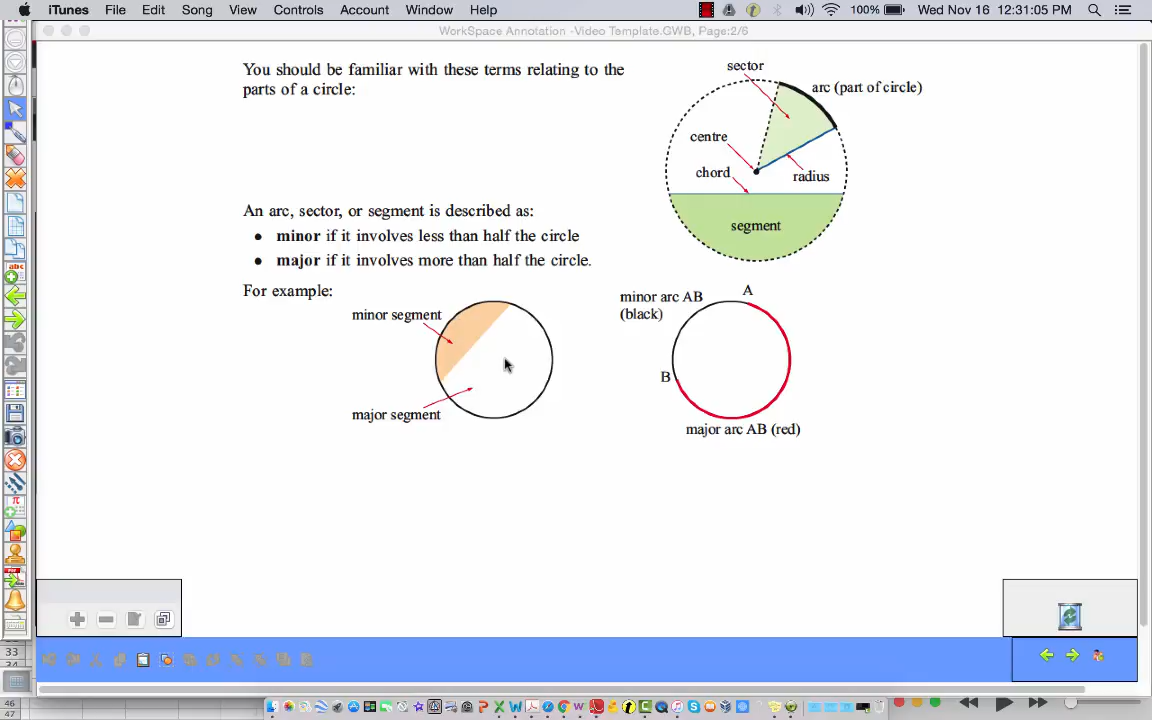 iTunes File Edit Song View Controls Account Window Help 100% Wed Nov 16 12:31:05 PM
WorkSpace Annotation -Video Template.GWB, Page:2/6
You should be familiar with these terms relating to the
parts of a circle:
sector
arc (part of circle)
centre
chord
radius
segment
An arc, sector, or segment is described as:
• minor if it involves less than half the circle
• major if it involves more than half the circle.
For example:
minor segment
major segment
minor arc AB
(black)
A
B
major arc AB (red)
33
46
47